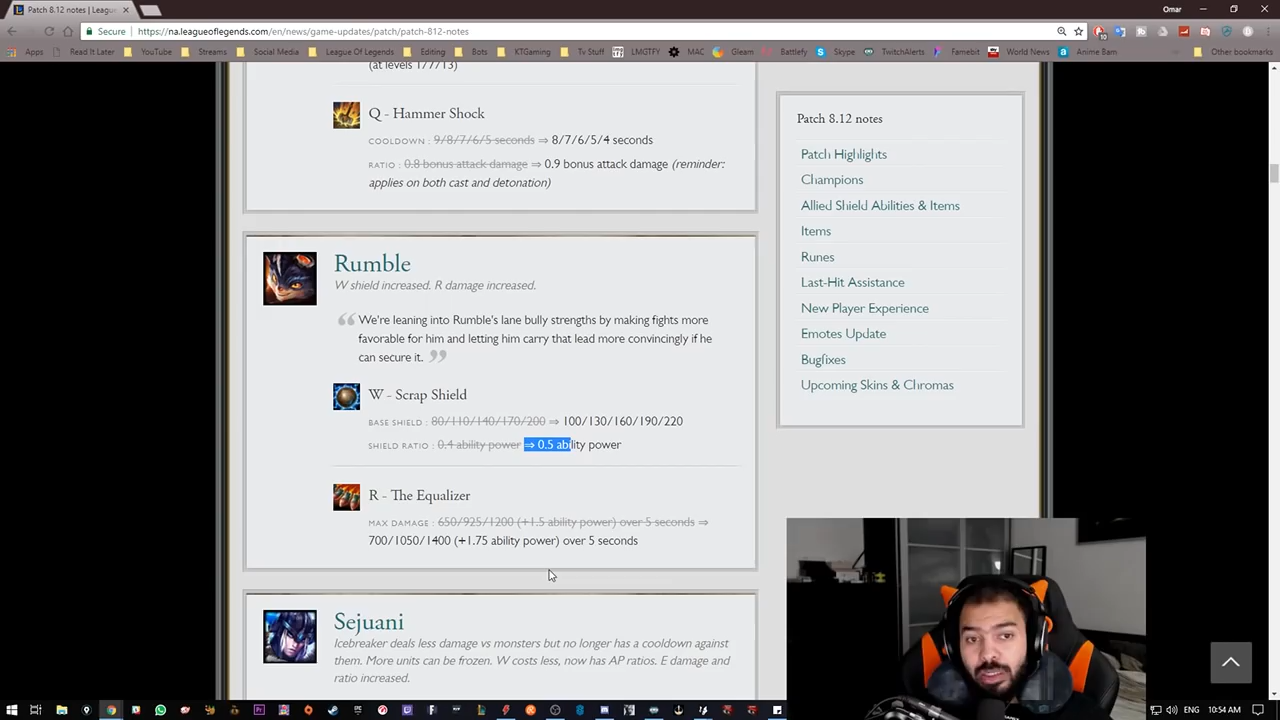 Patch 8.12 notes | Leagu
Omar
Secure
https://na.leagueoflegends.com/en/news/game-updates/patch/patch-812-notes
Apps
Read It Later
YouTube
Streams
Social Media
League Of Legends
Editing
Bots
KTGaming
Tv Stuff
LMGTFY
MAC
Gleam
Battlefy
Skype
TwitchAlerts
Famebit
World News
Anime Bam
Other bookmarks
(at levels 1/7/13)
Q - Hammer Shock
COOLDOWN : 9/8/7/6/5 seconds ⇒ 8/7/6/5/4 seconds
RATIO : 0.8 bonus attack damage ⇒ 0.9 bonus attack damage (reminder:
applies on both cast and detonation)
Rumble
W shield increased. R damage increased.
We're leaning into Rumble's lane bully strengths by making fights more
favorable for him and letting him carry that lead more convincingly if he
can secure it.
W - Scrap Shield
BASE SHIELD : 80/110/140/170/200 ⇒ 100/130/160/190/220
SHIELD RATIO : 0.4 ability power ⇒ 0.5 ability power
R - The Equalizer
MAX DAMAGE : 650/925/1200 (+1.5 ability power) over 5 seconds ⇒
700/1050/1400 (+1.75 ability power) over 5 seconds
Sejuani
Icebreaker deals less damage vs monsters but no longer has a cooldown against
them. More units can be frozen. W costs less, now has AP ratios. E damage and
ratio increased.
Patch 8.12 notes
Patch Highlights
Champions
Allied Shield Abilities & Items
Items
Runes
Last-Hit Assistance
New Player Experience
Emotes Update
Bugfixes
Upcoming Skins & Chromas
ENG
10:54 AM